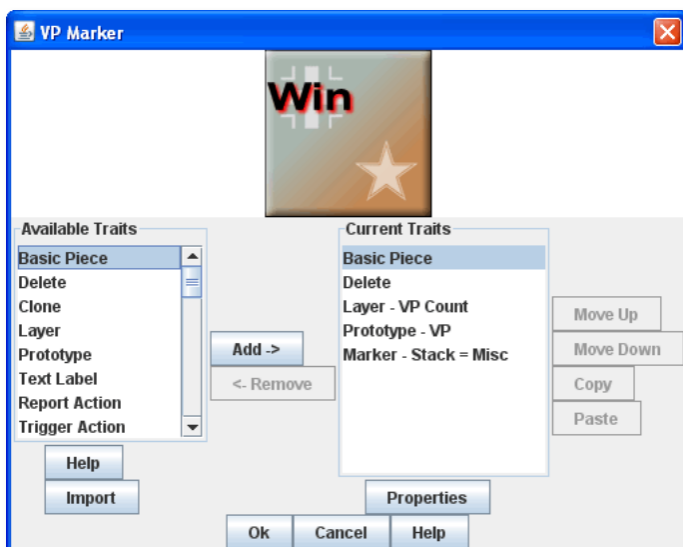 VP Marker
Win
Available Traits
Basic Piece
Delete
Clone
Layer
Prototype
Text Label
Report Action
Trigger Action
Help
Import
Add ->
<- Remove
Current Traits
Basic Piece
Delete
Layer - VP Count
Prototype - VP
Marker - Stack = Misc
Properties
Move Up
Move Down
Copy
Paste
Ok Cancel Help